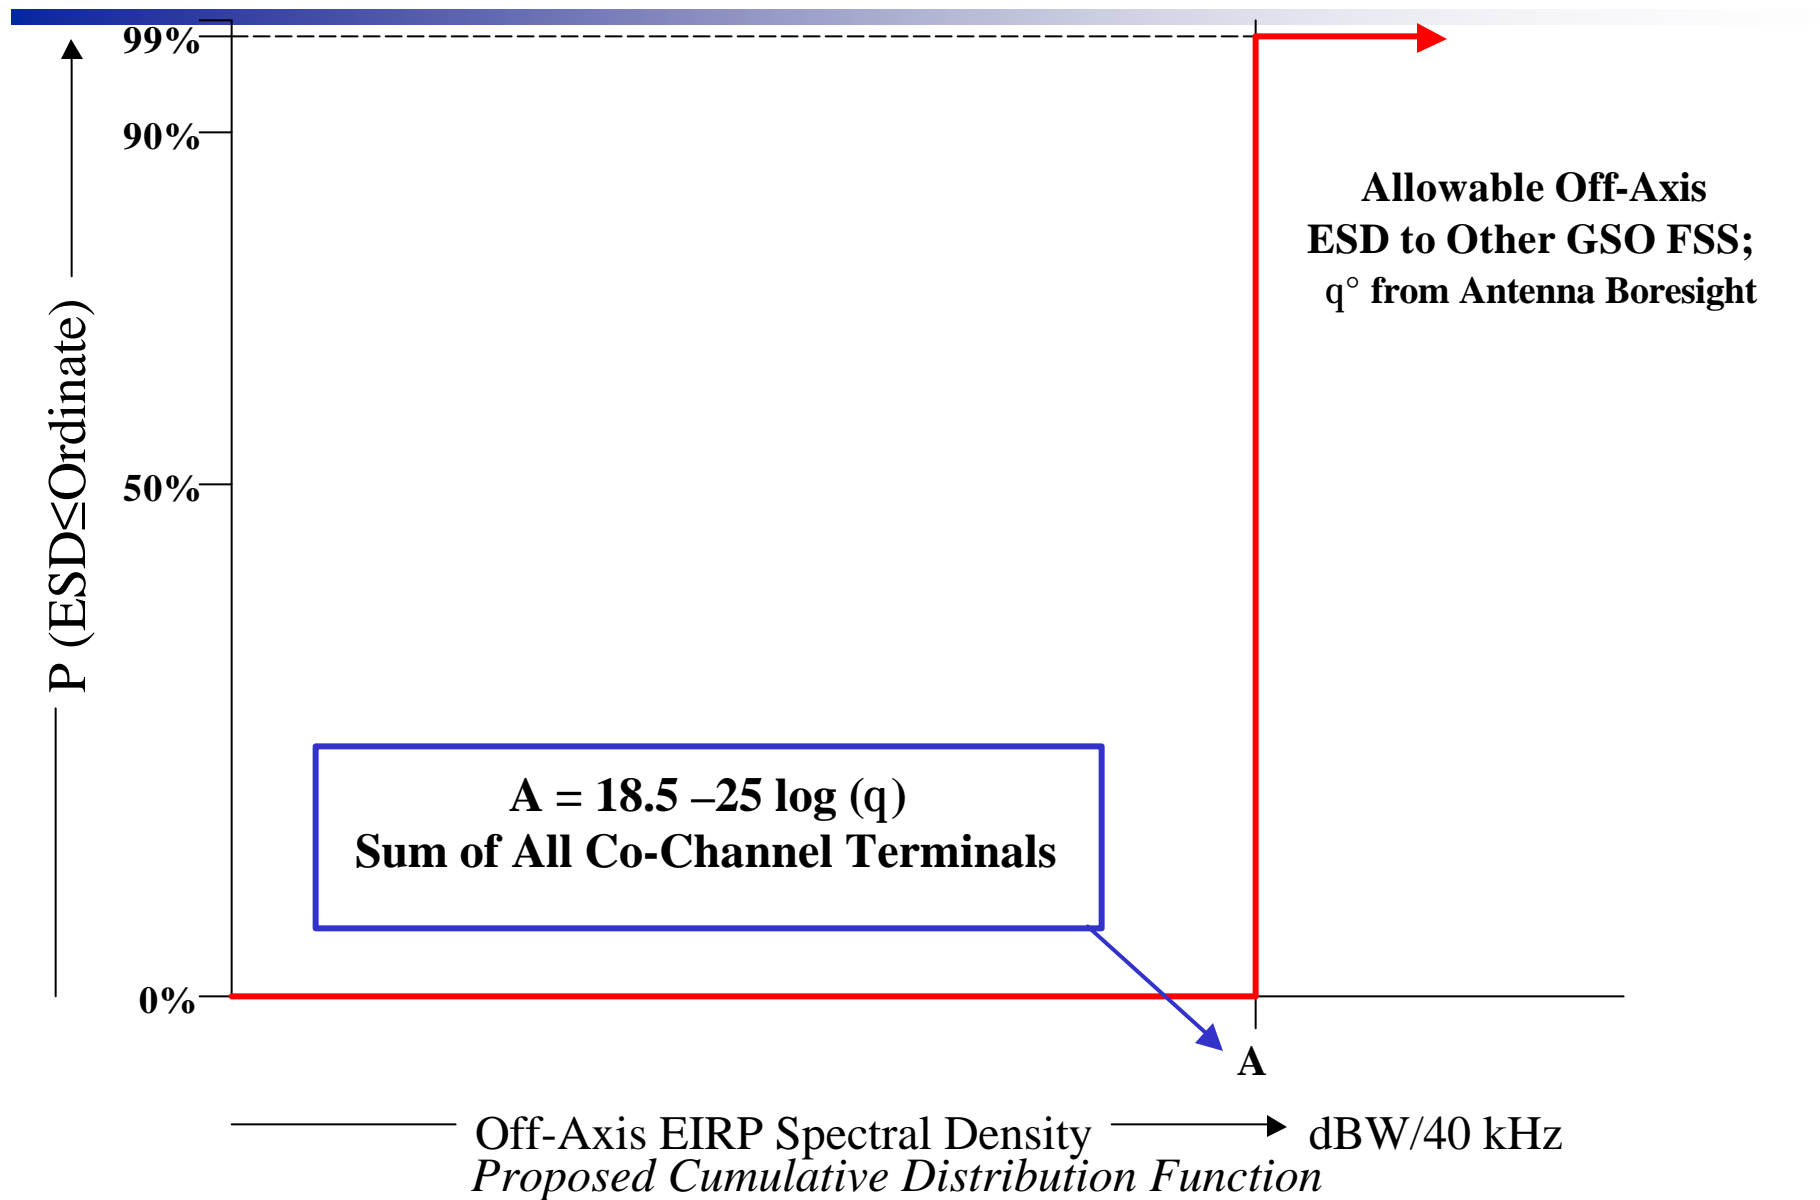 99%
90%
50%
0%
P (ESD≤Ordinate)
Allowable Off-Axis
ESD to Other GSO FSS;
q° from Antenna Boresight
A = 18.5 –25 log (q)
Sum of All Co-Channel Terminals
A
Off-Axis EIRP Spectral Density dBW/40 kHz
Proposed Cumulative Distribution Function